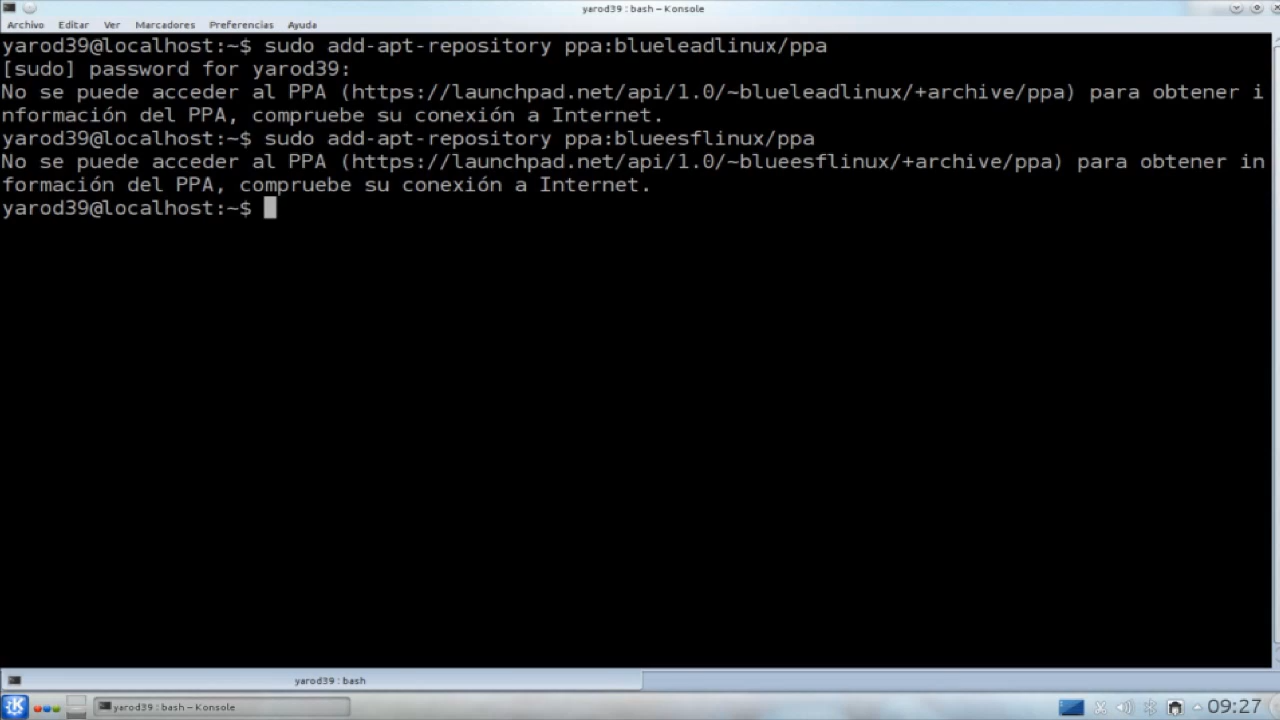 yarod39 : bash – Konsole
Archivo Editar Ver Marcadores Preferencias Ayuda
yarod39@localhost:~$ sudo add-apt-repository ppa:blueleadlinux/ppa
[sudo] password for yarod39:
No se puede acceder al PPA (https://launchpad.net/api/1.0/~blueleadlinux/+archive/ppa) para obtener i
nformación del PPA, compruebe su conexión a Internet.
yarod39@localhost:~$ sudo add-apt-repository ppa:blueesflinux/ppa
No se puede acceder al PPA (https://launchpad.net/api/1.0/~blueesflinux/+archive/ppa) para obtener in
formación del PPA, compruebe su conexión a Internet.
yarod39@localhost:~$
yarod39 : bash
yarod39 : bash – Konsole
09:27